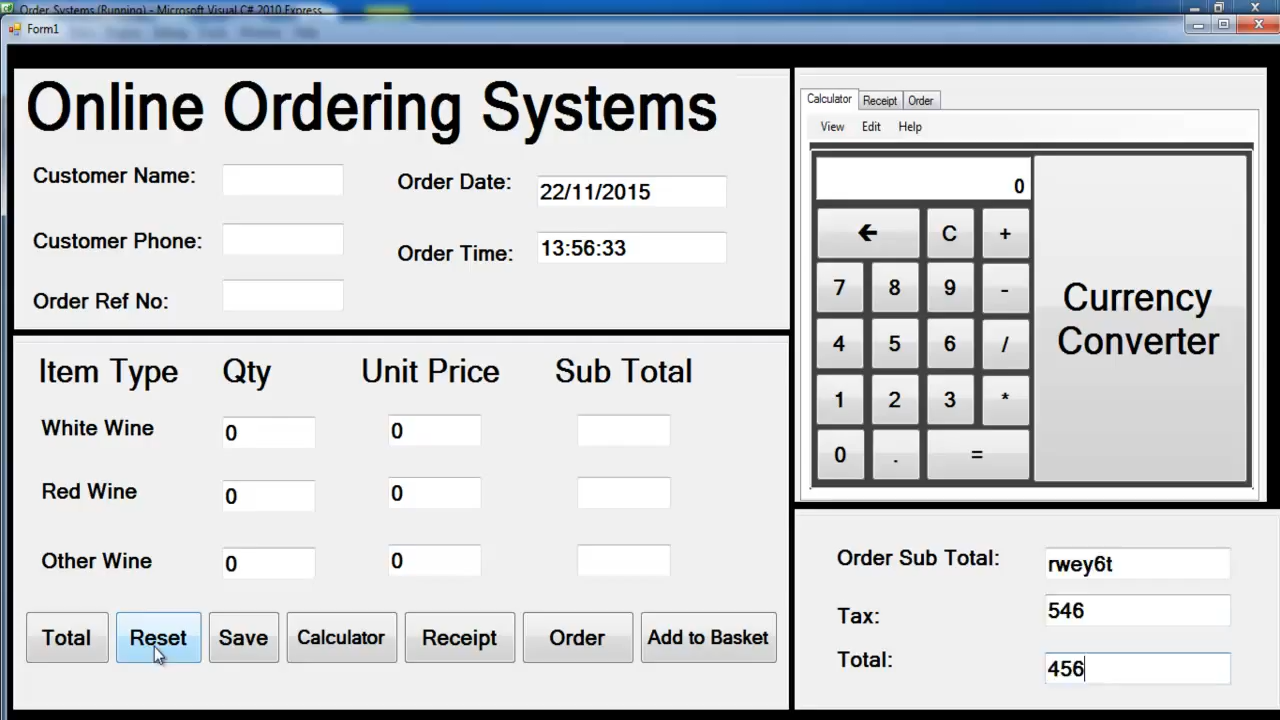 Order Systems (Running) - Microsoft Visual C# 2010 Express
Form1
Online Ordering Systems
Customer Name:
Order Date: 22/11/2015
Customer Phone:
Order Time: 13:56:33
Order Ref No:
Item Type Qty Unit Price Sub Total
White Wine 0 0
Red Wine 0 0
Other Wine 0 0
Total Reset Save Calculator Receipt Order Add to Basket
Calculator Receipt Order
View Edit Help
0
C +
7 8 9 -
4 5 6 /
1 2 3 *
0 . =
Currency
Converter
Order Sub Total: rwey6t
Tax: 546
Total: 456